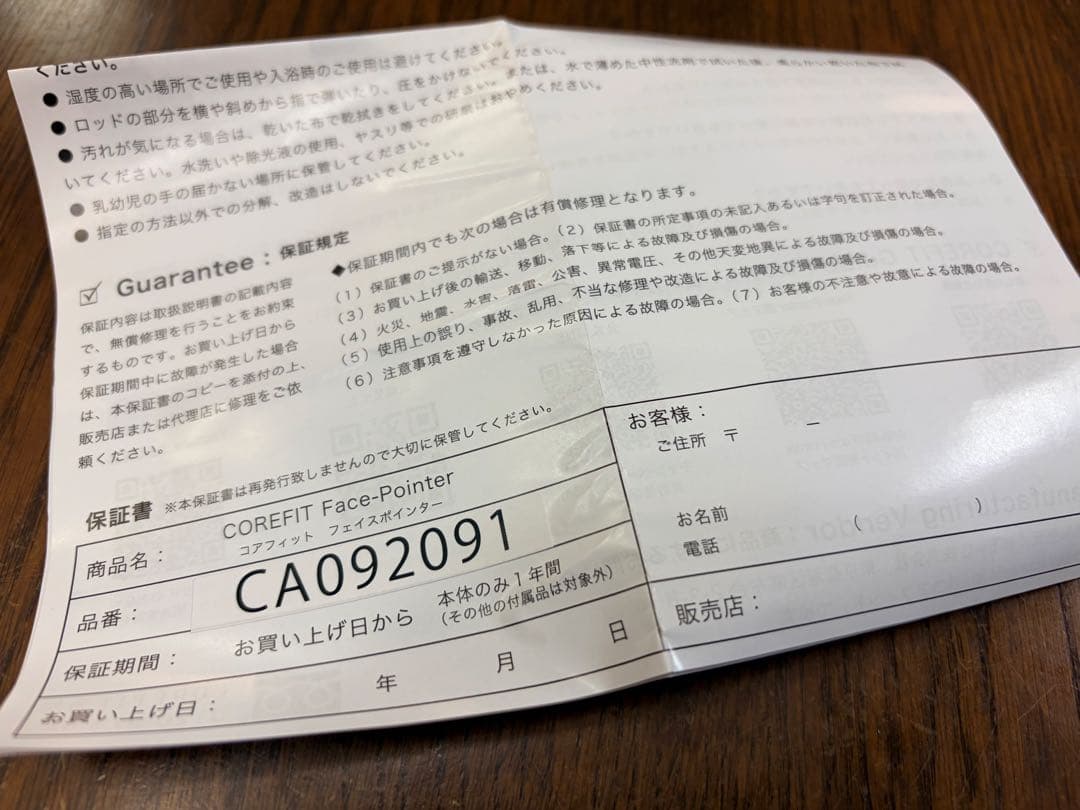 ください。
● 湿度の高い場所でご使用や入浴時のご使用は避けてください。
● ロッドの部分を横や斜めから指で弾いたり、圧をかけないでください。
● 汚れが気になる場合は、乾いた布で乾拭きをしてください。または、水で薄めた中性洗剤で
いてください。水洗いや除光液の使用、ヤスリ等での研磨はおやめください。
● 乳幼児の手の届かない場所に保管してください。
● 指定の方法以外での分解、改造はしないでください。
Guarantee：保証規定
保証内容は取扱説明書の記載内容
で、無償修理を行うことをお約束
するものです。お買い上げ日から
保証期間中に故障が発生した場合
は、本保証書のコピーを添付の上、
販売店または代理店に修理をご依
頼ください。
◆保証期間内でも次の場合は有償修理となります。
（1）保証書のご提示がない場合。（2）保証書の所定事項の未記入あるいは字句を訂正された場合。
（3）お買い上げ後の輸送、移動、落下等による故障及び損傷の場合。
（4）火災、地震、水害、落雷、公害、異常電圧、その他天変地異による故障及び損傷の場合。
（5）使用上の誤り、事故、乱用、不当な修理や改造による故障及び損傷の場合。
（6）注意事項を遵守しなかった原因による故障の場合。（7）お客様の不注意や故意による故障の場合。
保証書 ※本保証書は再発行致しませんので大切に保管してください。
商品名： COREFIT Face-Pointer
コアフィット フェイスポインター
品番： CA092091
保証期間： お買い上げ日から 本体のみ1年間
（その他の付属品は対象外）
お買い上げ日： 年 月 日
お客様：
ご住所 〒 ー
お名前 （ ）
電話
販売店：